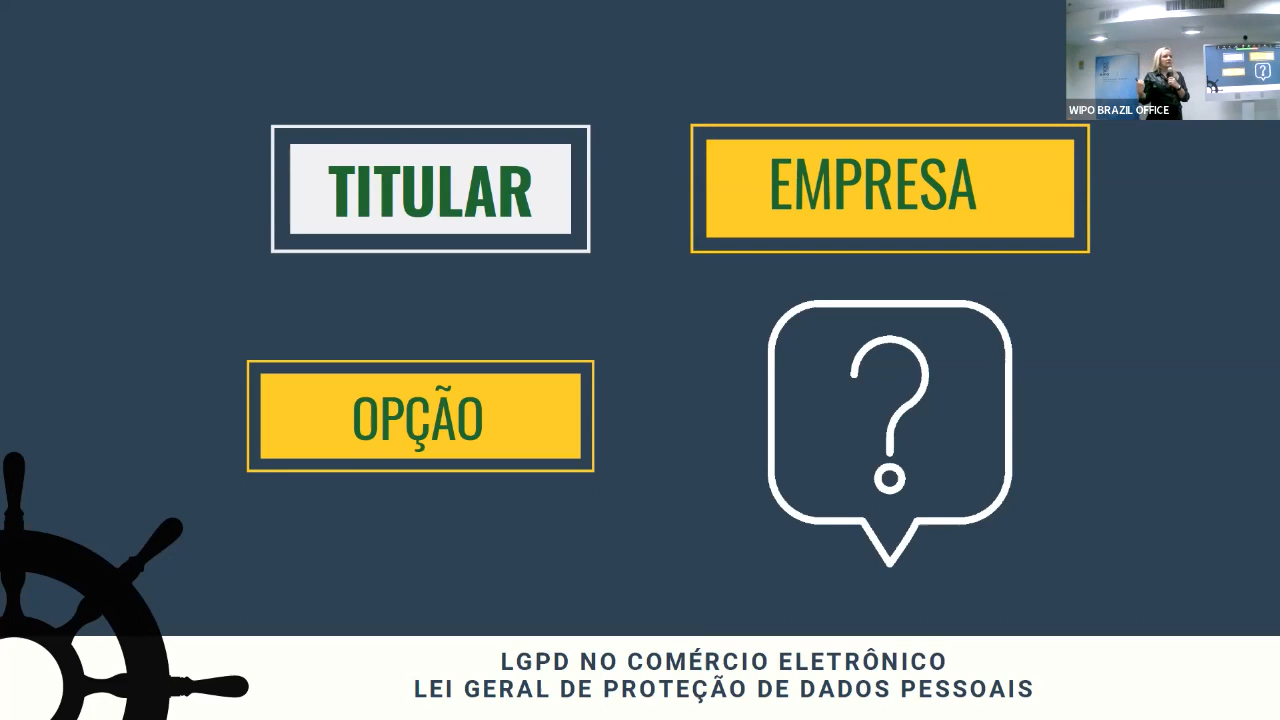 WIPO BRAZIL OFFICE
TITULAR
EMPRESA
OPÇÃO
?
LGPD NO COMÉRCIO ELETRÔNICO
LEI GERAL DE PROTEÇÃO DE DADOS PESSOAIS